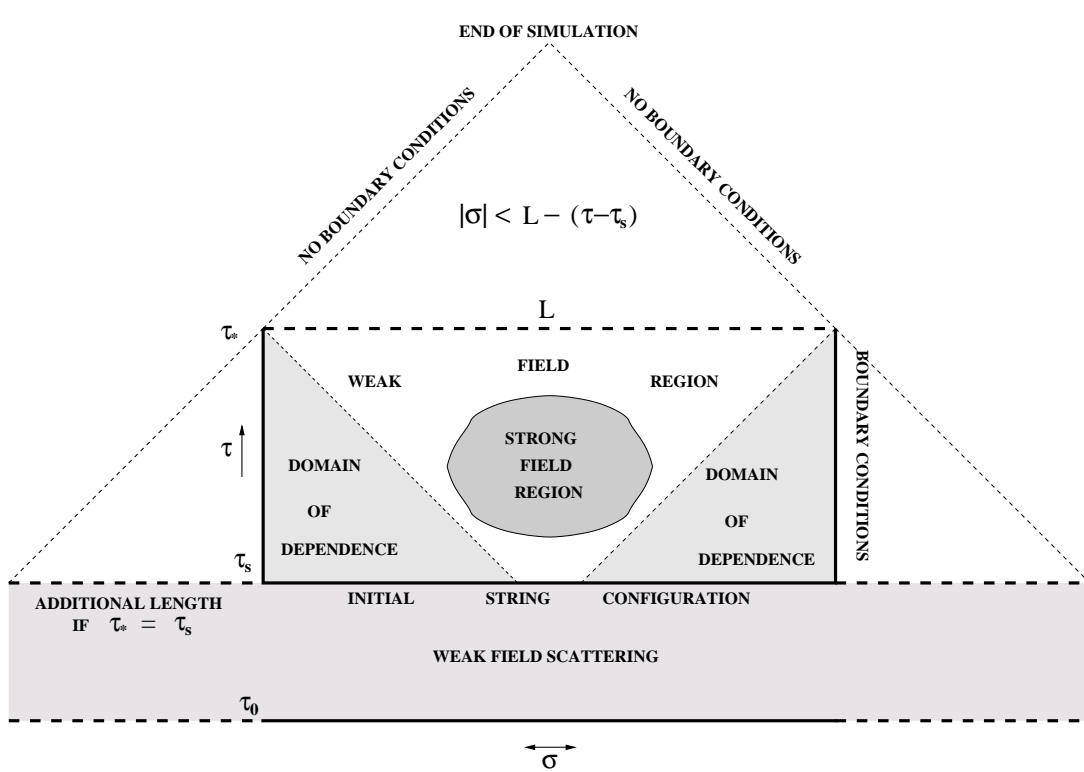 END OF SIMULATION
NO BOUNDARY CONDITIONS
NO BOUNDARY CONDITIONS
|σ| < L − (τ−τₛ)
L
τ*
FIELD
WEAK
REGION
BOUNDARY CONDITIONS
STRONG
FIELD
REGION
τ
DOMAIN
OF
DEPENDENCE
DOMAIN
OF
DEPENDENCE
τₛ
INITIAL STRING CONFIGURATION
ADDITIONAL LENGTH
IF τ* = τₛ
WEAK FIELD SCATTERING
τ₀
σ